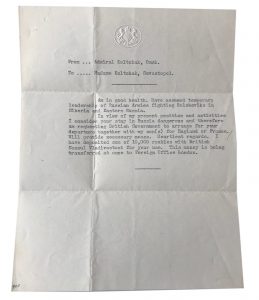 From ... Admiral Koltchak, Omsk.
To ..... Madame Koltchak, Sevastopol.
Am in good health. Have assumed temporary
leadership of Russian Armies fighting Bolsheviks in
Siberia and Eastern Russia.
In view of my present position and activities
I consider your stay in Russia dangerous and therefore
am requesting British Government to arrange for your
departure together with my son(s) for England or France.
Will provide necessary means. Heartiest regards. I
have deposited sum of 10,000 roubles with British
Consul Vladivostock for your use. This money is being
transferred at once to Foreign Office London.